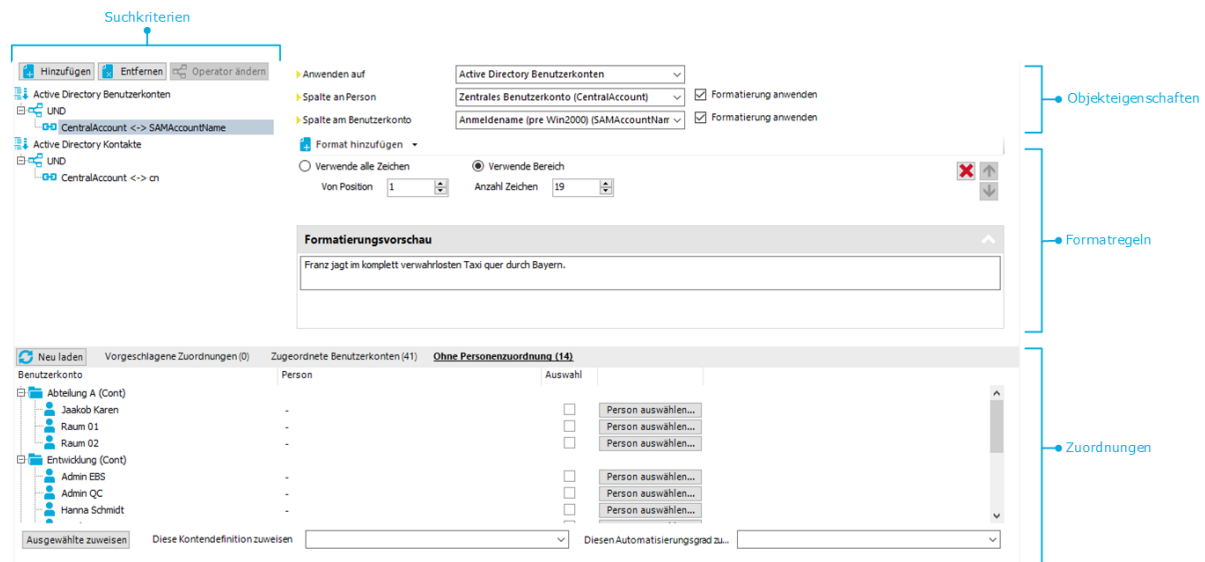 Suchkriterien
Hinzufügen Entfernen Operator ändern
Active Directory Benutzerkonten
UND
CentralAccount <-> SAMAccountName
Active Directory Kontakte
UND
CentralAccount <-> cn
Anwenden auf Active Directory Benutzerkonten
Spalte an Person Zentrales Benutzerkonto (CentralAccount) Formatierung anwenden
Spalte am Benutzerkonto Anmeldename (pre Win2000) (SAMAccountNam Formatierung anwenden
Objekteigenschaften
Format hinzufügen
Verwende alle Zeichen Verwende Bereich
Von Position 1 Anzahl Zeichen 19
Formatierungsvorschau
Franz jagt im komplett verwahrlosten Taxi quer durch Bayern.
Formatregeln
Neu laden Vorgeschlagene Zuordnungen (0) Zugeordnete Benutzerkonten (41) Ohne Personenzuordnung (14)
Benutzerkonto Person Auswahl
Abteilung A (Cont)
Jaakob Karen - Person auswählen...
Raum 01 - Person auswählen...
Raum 02 - Person auswählen...
Entwicklung (Cont)
Admin EBS - Person auswählen...
Admin QC - Person auswählen...
Hanna Schmidt - Person auswählen...
Zuordnungen
Ausgewählte zuweisen Diese Kontendefinition zuweisen Diesen Automatisierungsgrad zu...